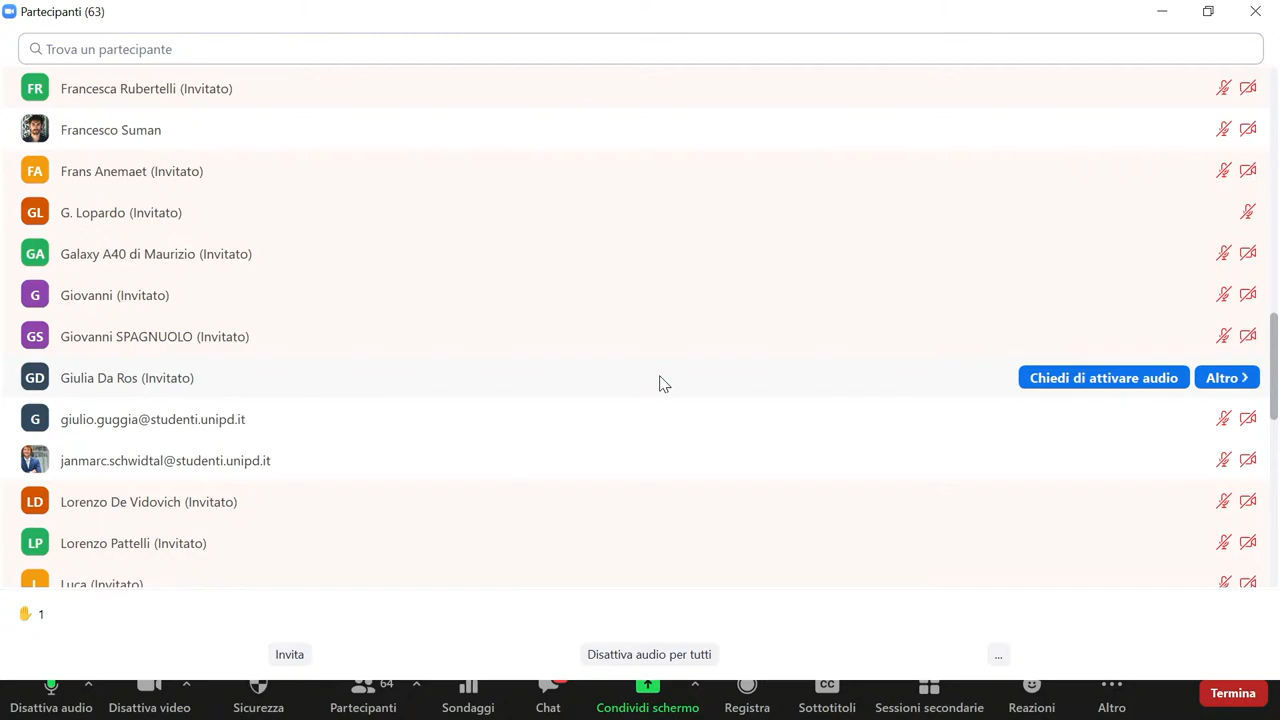 Partecipanti (63)
Trova un partecipante
FR Francesca Rubertelli (Invitato)
Francesco Suman
FA Frans Anemaet (Invitato)
GL G. Lopardo (Invitato)
GA Galaxy A40 di Maurizio (Invitato)
G Giovanni (Invitato)
GS Giovanni SPAGNUOLO (Invitato)
GD Giulia Da Ros (Invitato) Chiedi di attivare audio Altro >
G giulio.guggia@studenti.unipd.it
janmarc.schwidtal@studenti.unipd.it
LD Lorenzo De Vidovich (Invitato)
LP Lorenzo Pattelli (Invitato)
L Luca (Invitato)
1
Invita Disattiva audio per tutti ...
64 CC
Disattiva audio Disattiva video Sicurezza Partecipanti Sondaggi Chat Condividi schermo Registra Sottotitoli Sessioni secondarie Reazioni Altro Termina